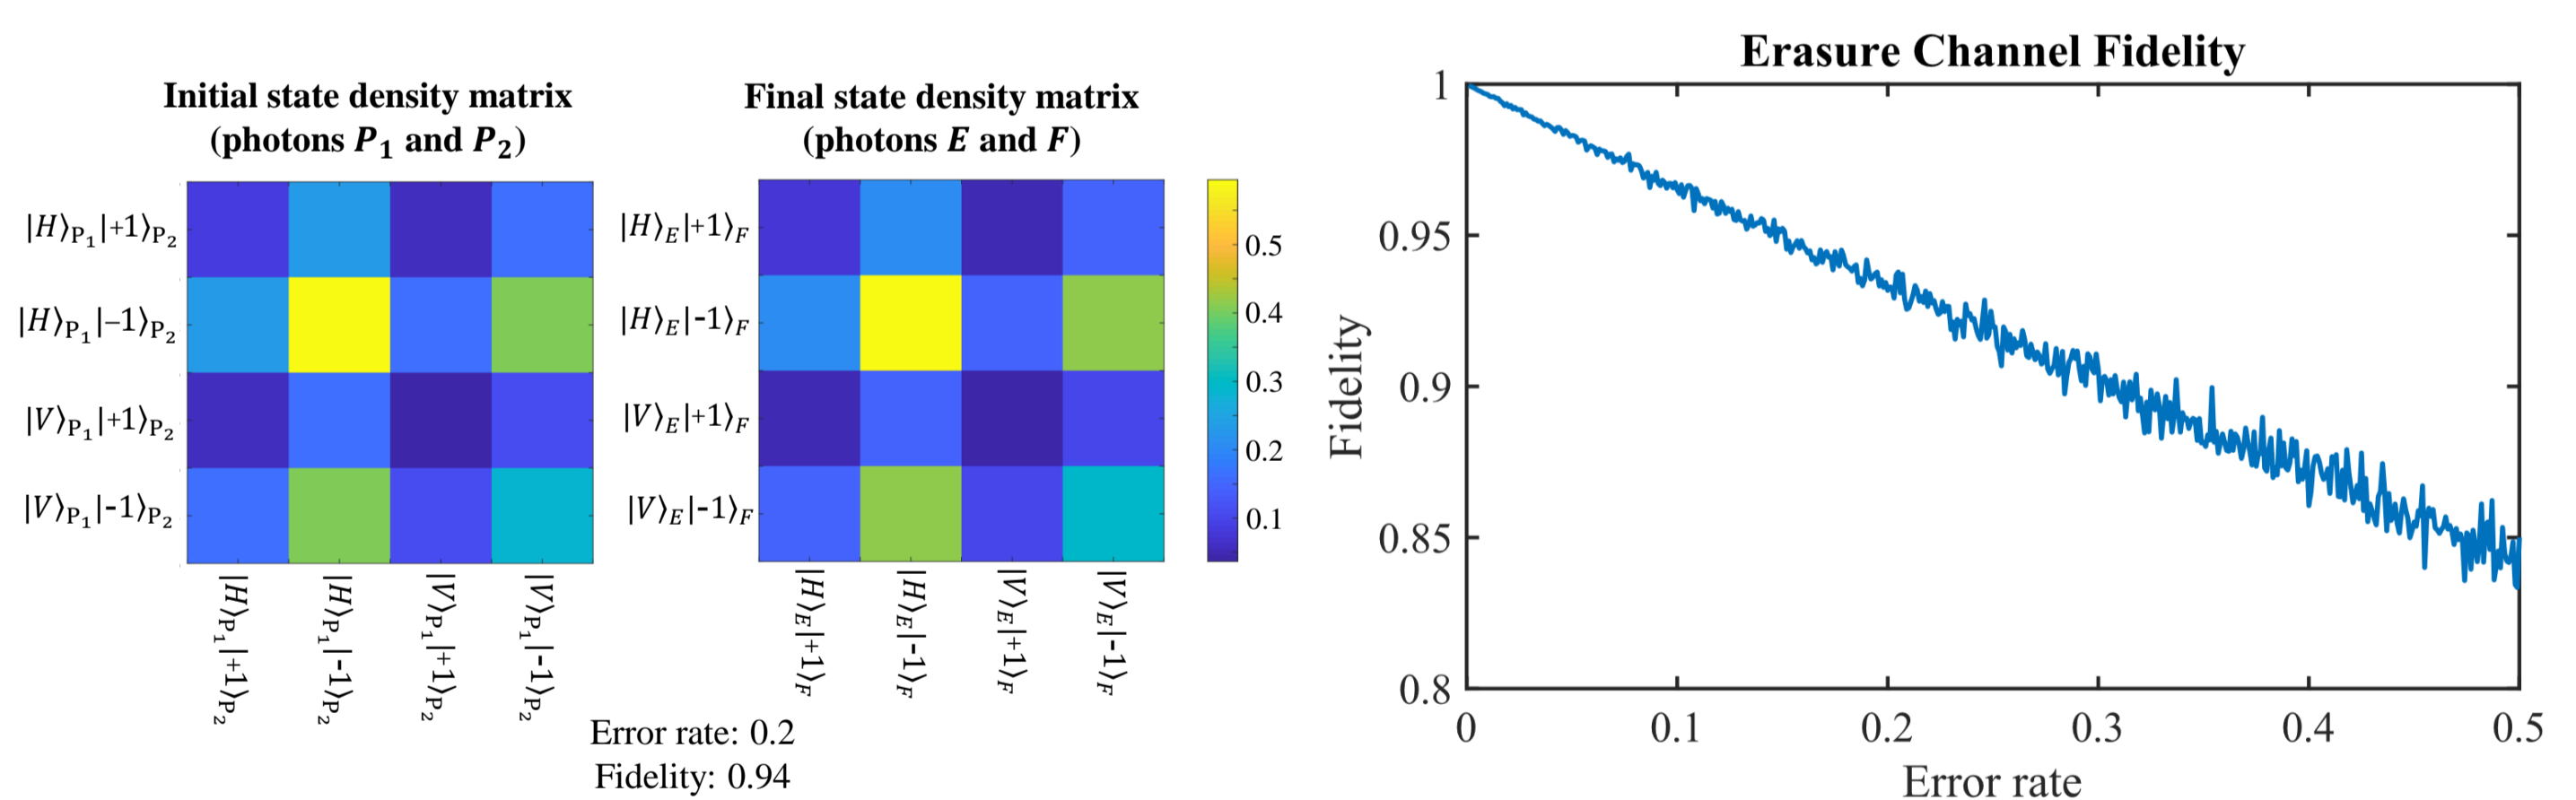 Initial state density matrix
(photons P₁ and P₂)
|H⟩P₁|+1⟩P₂
|H⟩P₁|−1⟩P₂
|V⟩P₁|+1⟩P₂
|V⟩P₁|-1⟩P₂
|H⟩P₁|+1⟩P₂
|H⟩P₁|-1⟩P₂
|V⟩P₁|+1⟩P₂
|V⟩P₁|-1⟩P₂
Final state density matrix
(photons E and F)
|H⟩E|+1⟩F
|H⟩E|-1⟩F
|V⟩E|+1⟩F
|V⟩E|-1⟩F
|H⟩E|+1⟩F
|H⟩E|-1⟩F
|V⟩E|+1⟩F
|V⟩E|-1⟩F
0.5
0.4
0.3
0.2
0.1
Error rate: 0.2
Fidelity: 0.94
Erasure Channel Fidelity
Fidelity
1
0.95
0.9
0.85
0.8
0
0.1
0.2
0.3
0.4
0.5
Error rate